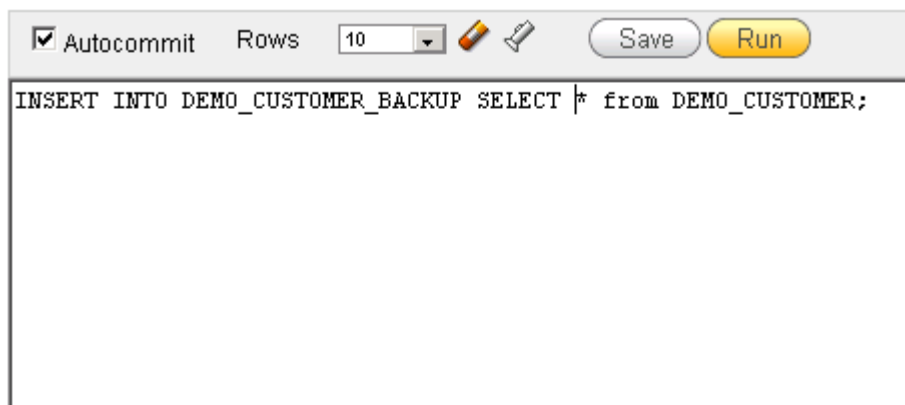 Autocommit Rows 10 Save Run
INSERT INTO DEMO_CUSTOMER_BACKUP SELECT * from DEMO_CUSTOMER;